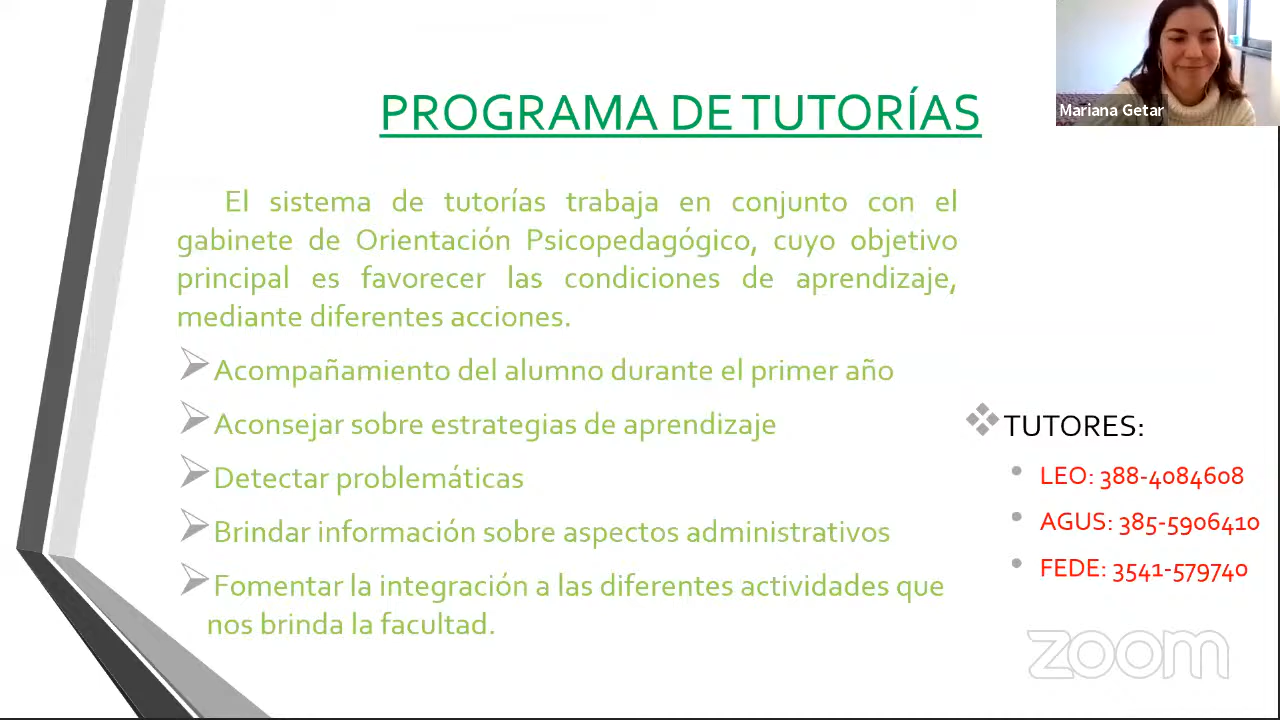 PROGRAMA DE TUTORÍAS
Mariana Getar
El sistema de tutorías trabaja en conjunto con el
gabinete de Orientación Psicopedagógico, cuyo objetivo
principal es favorecer las condiciones de aprendizaje,
mediante diferentes acciones.
Acompañamiento del alumno durante el primer año
Aconsejar sobre estrategias de aprendizaje
Detectar problemáticas
Brindar información sobre aspectos administrativos
Fomentar la integración a las diferentes actividades que
nos brinda la facultad.
TUTORES:
LEO: 388-4084608
AGUS: 385-5906410
FEDE: 3541-579740
zoom